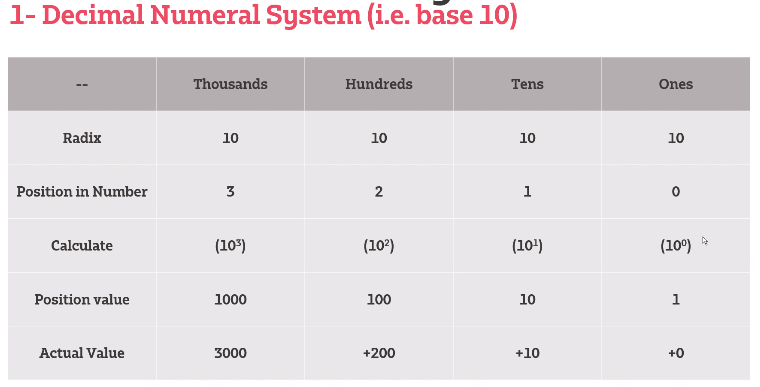 1- Decimal Numeral System (i.e. base 10)
-- Thousands Hundreds Tens Ones
Radix 10 10 10 10
Position in Number 3 2 1 0
Calculate (10³) (10²) (10¹) (10⁰)
Position value 1000 100 10 1
Actual Value 3000 +200 +10 +0